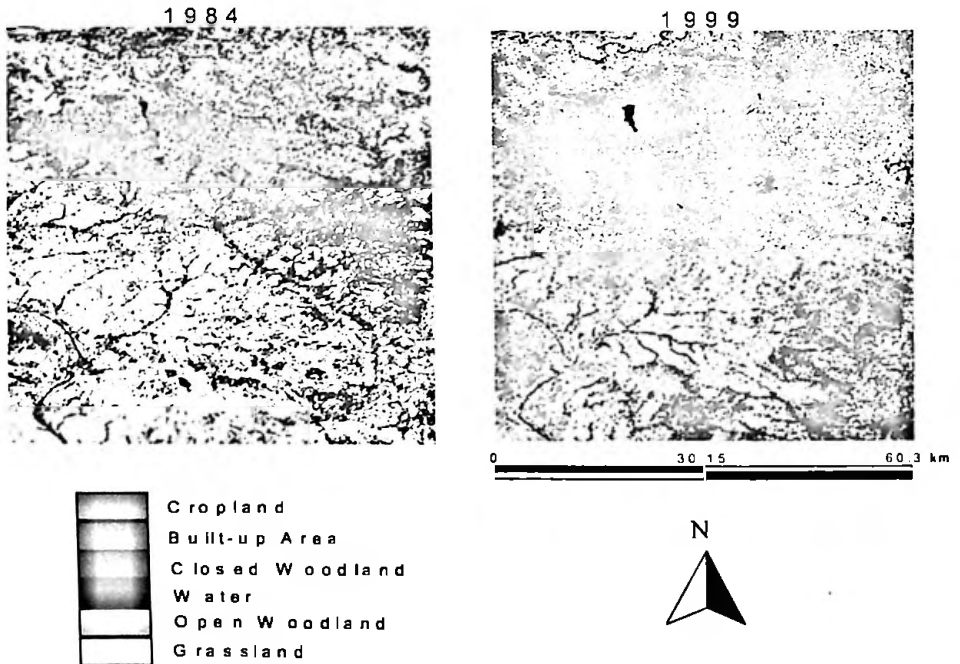 1984
1999
0 30.15 60.3 km
Cropland
Built-up Area
Closed Woodland
Water
Open Woodland
Grassland
N